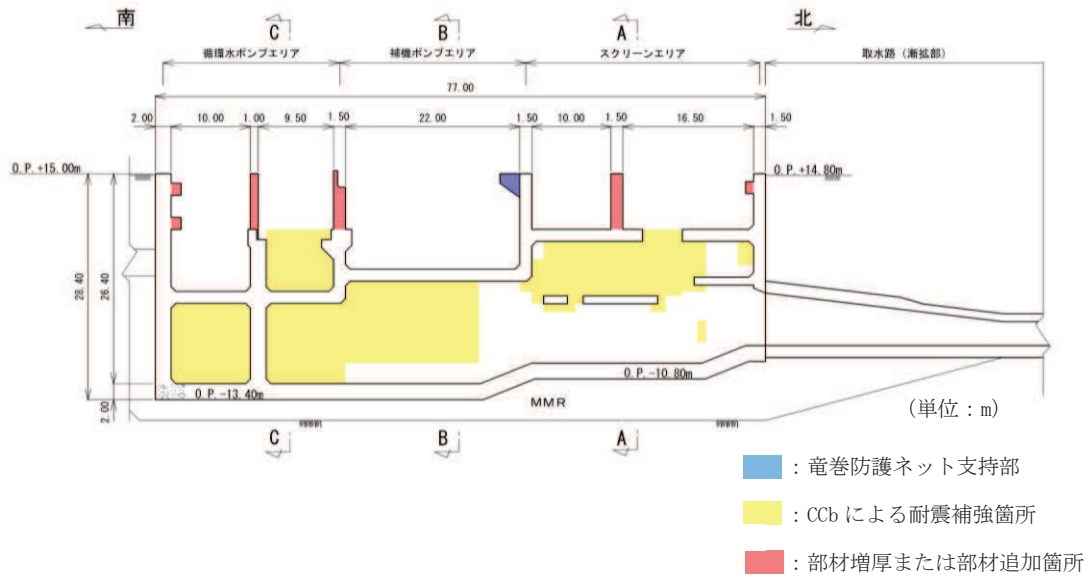 南
北
C
B
A
循環水ポンプエリア
補機ポンプエリア
スクリーンエリア
取水路（漸拡部）
77.00
2.00
10.00
1.00
9.50
1.50
22.00
1.50
10.00
1.50
16.50
1.50
O.P.+15.00m
O.P.+14.80m
28.40
26.40
2.00
O.P.-13.40m
O.P.-10.80m
MMR
C
B
A
（単位：m）
：竜巻防護ネット支持部
：CCbによる耐震補強箇所
：部材増厚または部材追加箇所